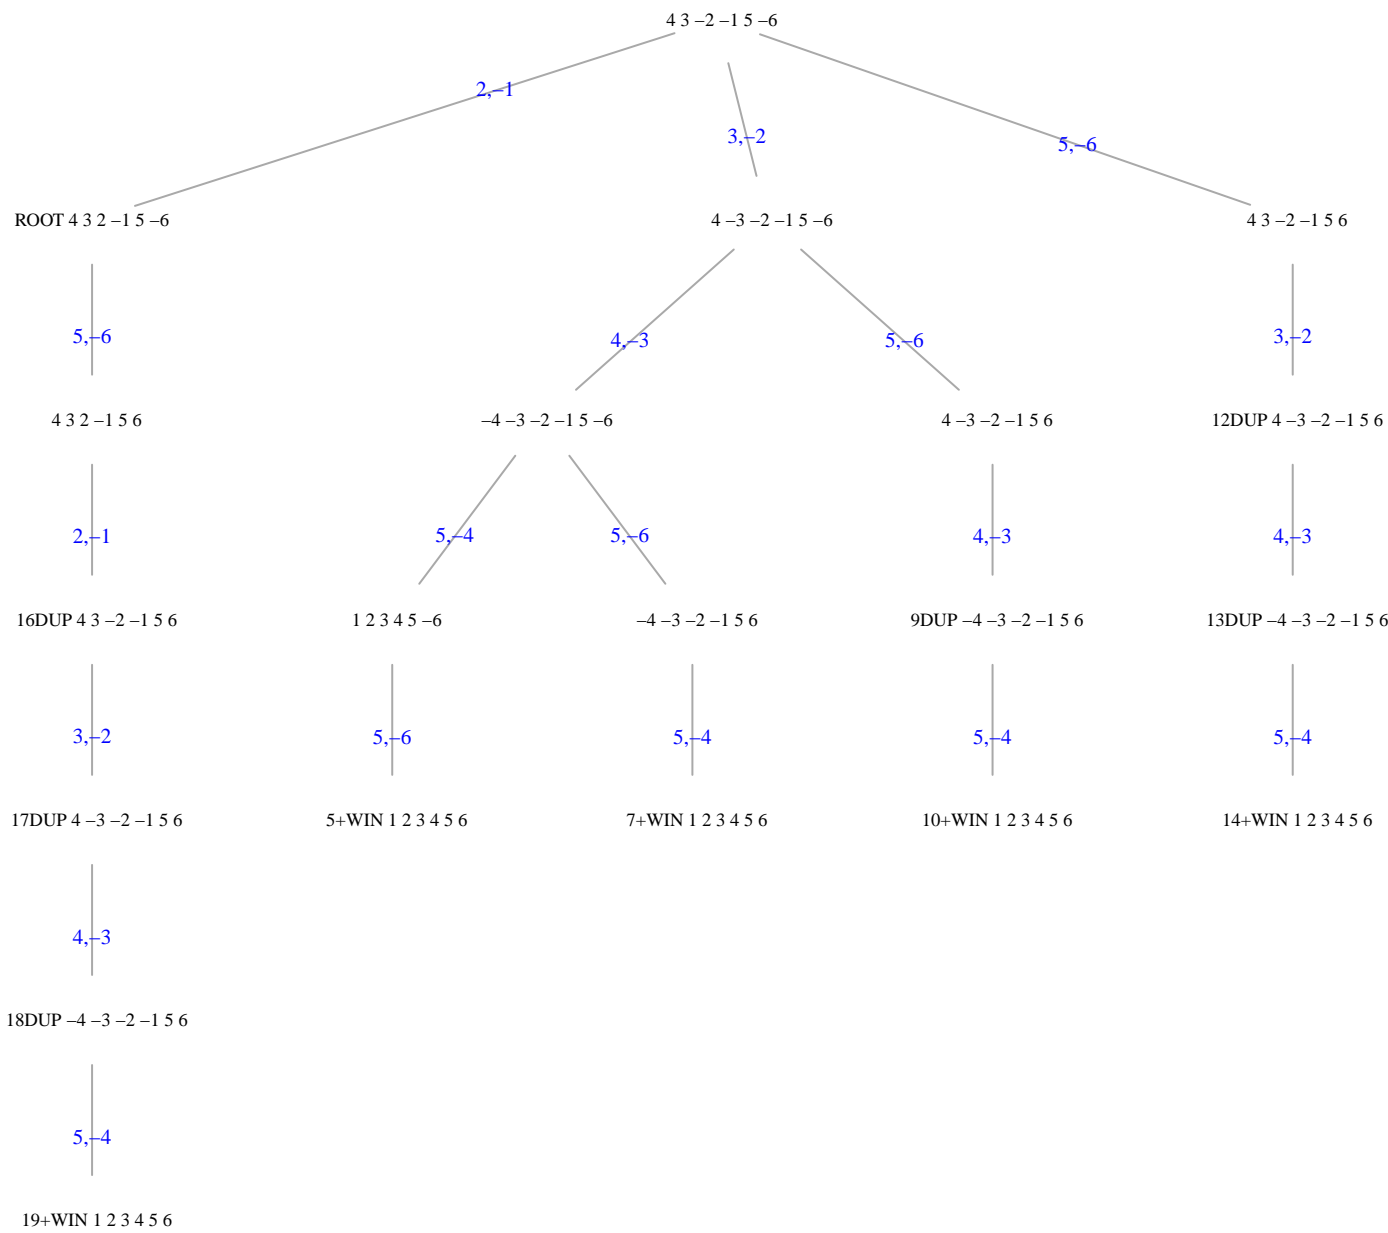 4 3 –2 –1 5 –6
2,–1
3,–2
5,–6
ROOT 4 3 2 –1 5 –6
4 –3 –2 –1 5 –6
4 3 –2 –1 5 6
5,–6
4,–3
5,–6
3,–2
4 3 2 –1 5 6
–4 –3 –2 –1 5 –6
4 –3 –2 –1 5 6
12DUP 4 –3 –2 –1 5 6
2,–1
5,–4
5,–6
4,–3
4,–3
16DUP 4 3 –2 –1 5 6
1 2 3 4 5 –6
–4 –3 –2 –1 5 6
9DUP –4 –3 –2 –1 5 6
13DUP –4 –3 –2 –1 5 6
3,–2
5,–6
5,–4
5,–4
5,–4
17DUP 4 –3 –2 –1 5 6
5+WIN 1 2 3 4 5 6
7+WIN 1 2 3 4 5 6
10+WIN 1 2 3 4 5 6
14+WIN 1 2 3 4 5 6
4,–3
18DUP –4 –3 –2 –1 5 6
5,–4
19+WIN 1 2 3 4 5 6